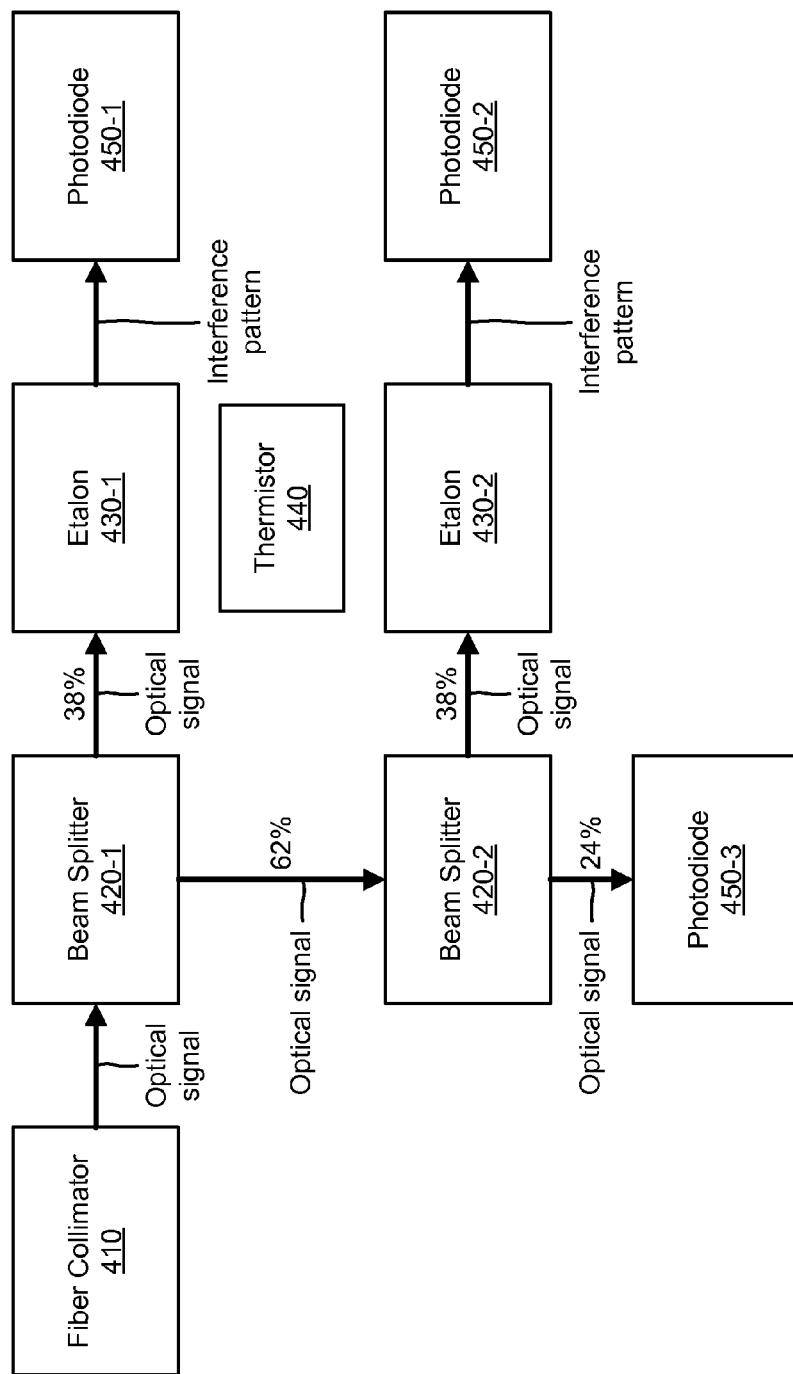 Fiber Collimator
410
Optical
signal
Beam Splitter
420-1
38%
Optical
signal
Etalon
430-1
Interference
pattern
Photodiode
450-1
62%
Optical signal
Thermistor
440
Beam Splitter
420-2
38%
Optical
signal
Etalon
430-2
Interference
pattern
Photodiode
450-2
24%
Optical signal
Photodiode
450-3